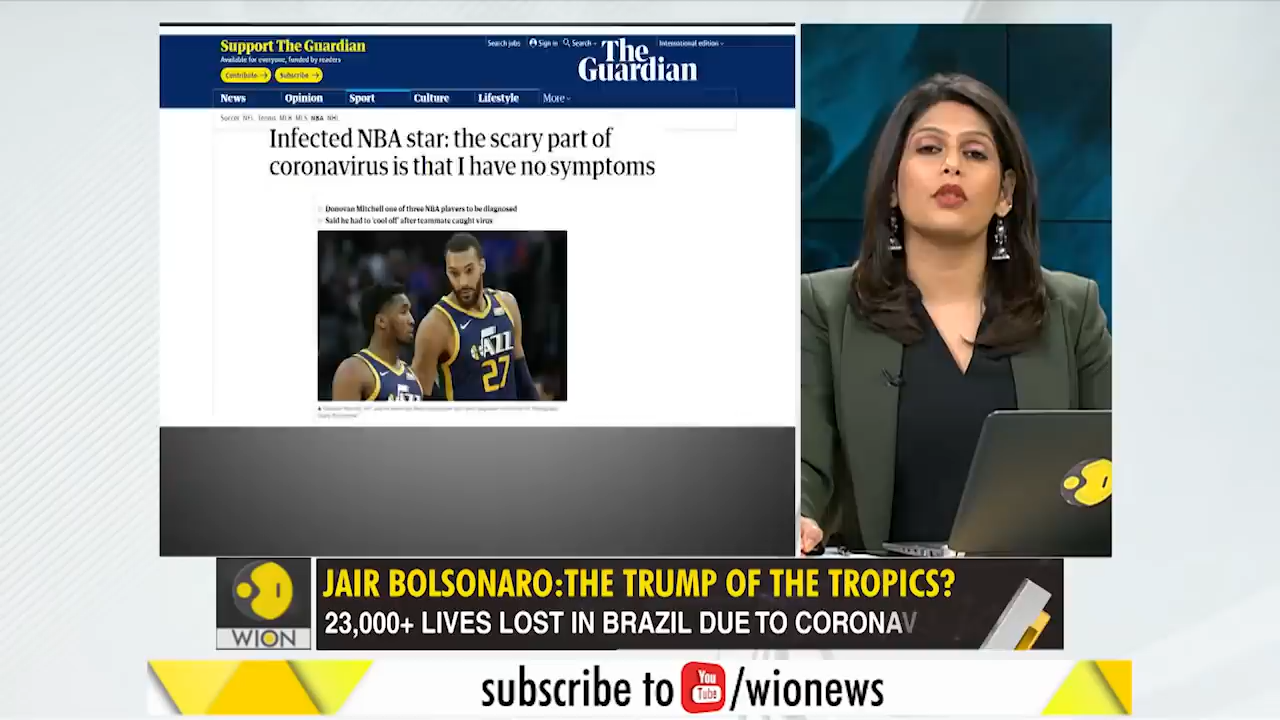 Support The Guardian
Available for everyone, funded by readers
Contribute →
Subscribe →
Search jobs
Sign in
Search
International edition
The
Guardian
News
Opinion
Sport
Culture
Lifestyle
More
Soccer NFL Tennis MLB MLS NBA NHL
Infected NBA star: the scary part of
coronavirus is that I have no symptoms
Donovan Mitchell one of three NBA players to be diagnosed
Said he had to 'cool off' after teammate caught virus
JAZZ
27
WION
JAIR BOLSONARO:THE TRUMP OF THE TROPICS?
23,000+ LIVES LOST IN BRAZIL DUE TO CORONAV
subscribe to You Tube /wionews